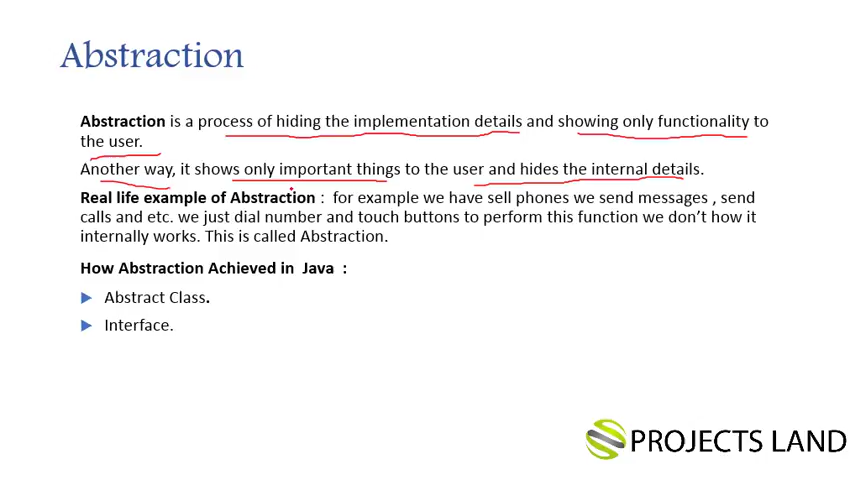 Abstraction
Abstraction is a process of hiding the implementation details and showing only functionality to
the user.
Another way, it shows only important things to the user and hides the internal details.
Real life example of Abstraction :  for example we have sell phones we send messages , send
calls and etc. we just dial number and touch buttons to perform this function we don’t how it
internally works. This is called Abstraction.
How Abstraction Achieved in  Java  :
Abstract Class.
Interface.
PROJECTS LAND